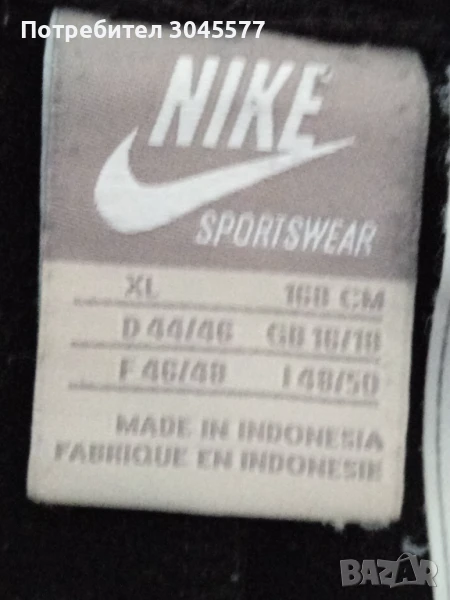 Потребител 3045577
NIKE
SPORTSWEAR
XL 168 CM
D 44/46 GB 16/18
F 46/48 I 48/50
MADE IN INDONESIA
FABRIQUE EN INDONESIE
BAZAR